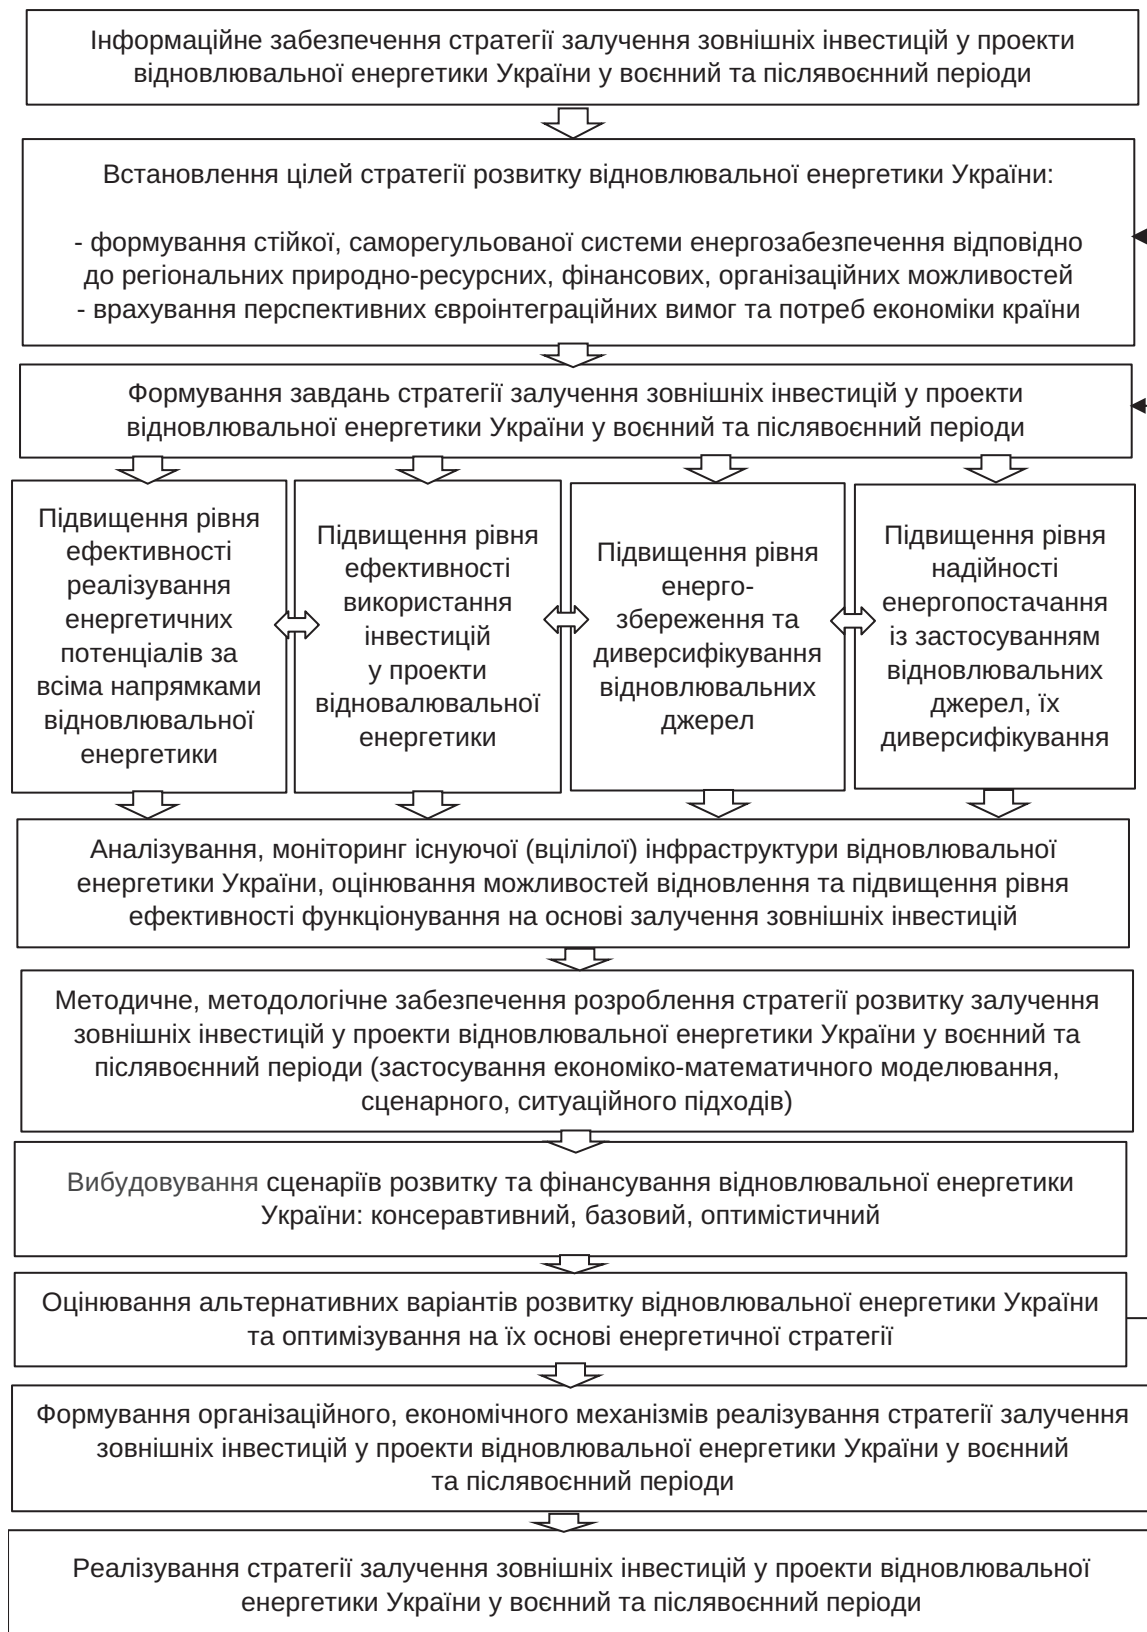 Інформаційне забезпечення стратегії залучення зовнішніх інвестицій у проекти
відновлювальної енергетики України у воєнний та післявоєнний періоди
Встановлення цілей стратегії розвитку відновлювальної енергетики України:
- формування стійкої, саморегульованої системи енергозабезпечення відповідно
до регіональних природно-ресурсних, фінансових, організаційних можливостей
- врахування перспективних євроінтеграційних вимог та потреб економіки країни
Формування завдань стратегії залучення зовнішніх інвестицій у проекти
відновлювальної енергетики України у воєнний та післявоєнний періоди
Підвищення рівня
ефективності
реалізування
енергетичних
потенціалів за
всіма напрямками
відновлювальної
енергетики
Підвищення рівня
ефективності
використання
інвестицій
у проекти
відновалювальної
енергетики
Підвищення рівня
енерго-
збереження та
диверсифікування
відновлювальних
джерел
Підвищення рівня
надійності
енергопостачання
із застосуванням
відновлювальних
джерел, їх
диверсифікування
Аналізування, моніторинг існуючої (вцілілої) інфраструктури відновлювальної
енергетики України, оцінювання можливостей відновлення та підвищення рівня
ефективності функціонування на основі залучення зовнішніх інвестицій
Методичне, методологічне забезпечення розроблення стратегії розвитку залучення
зовнішніх інвестицій у проекти відновлювальної енергетики України у воєнний та
післявоєнний періоди (застосування економіко-математичного моделювання,
сценарного, ситуаційного підходів)
Вибудовування сценаріїв розвитку та фінансування відновлювальної енергетики
України: консеравтивний, базовий, оптимістичний
Оцінювання альтернативних варіантів розвитку відновлювальної енергетики України
та оптимізування на їх основі енергетичної стратегії
Формування організаційного, економічного механізмів реалізування стратегії залучення
зовнішніх інвестицій у проекти відновлювальної енергетики України у воєнний
та післявоєнний періоди
Реалізування стратегії залучення зовнішніх інвестицій у проекти відновлювальної
енергетики України у воєнний та післявоєнний періоди